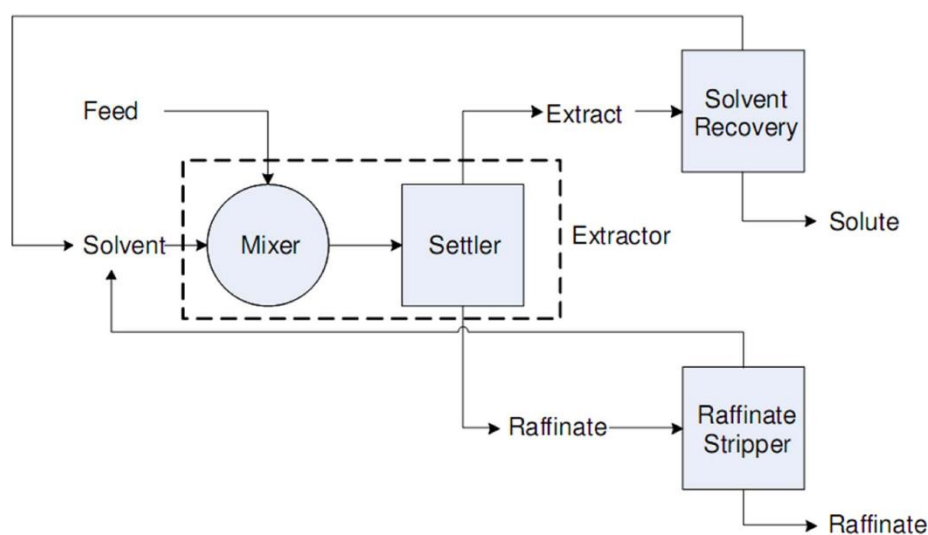 Feed
Extract
Solvent
Recovery
Solute
Solvent
Mixer
Settler
Extractor
Raffinate
Raffinate
Stripper
Raffinate